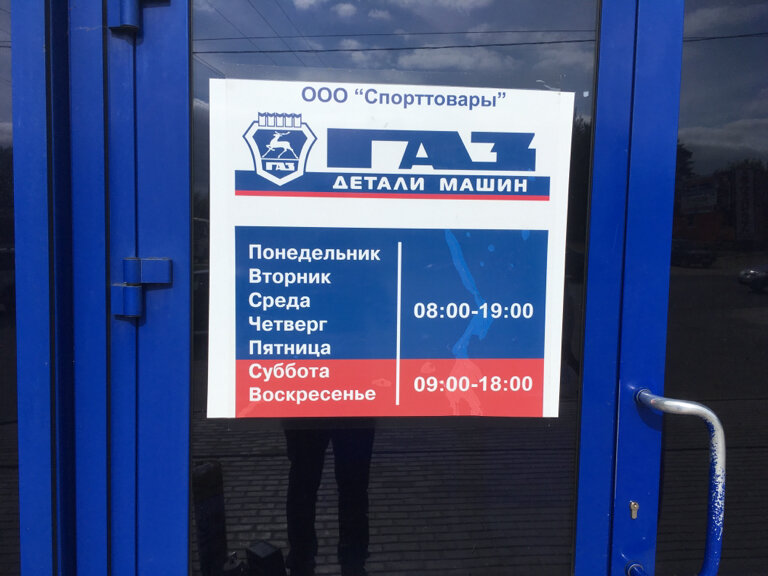 ООО “Спорттовары”
ГАЗ
ГАЗ
ДЕТАЛИ МАШИН
Понедельник
Вторник
Среда
Четверг
Пятница
08:00-19:00
Суббота
Воскресенье
09:00-18:00